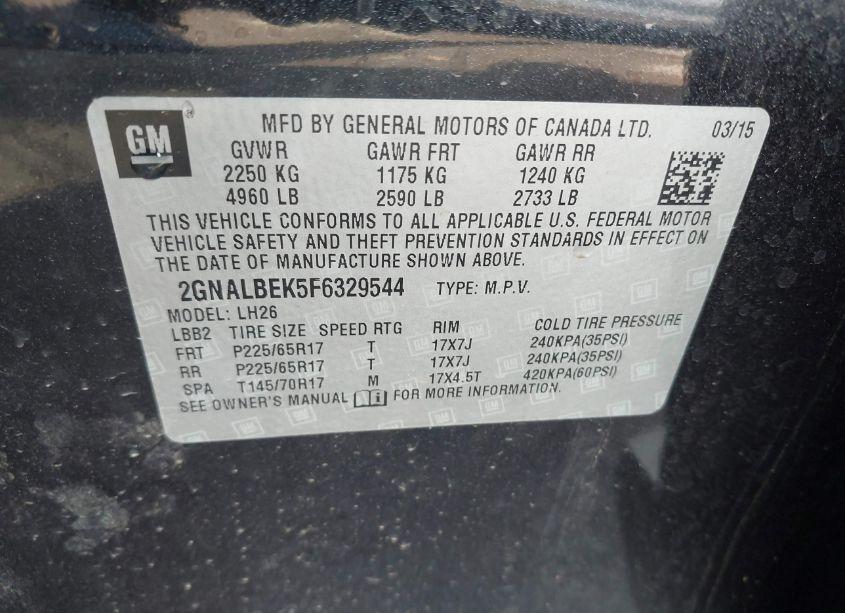 GM ® MFD BY GENERAL MOTORS OF CANADA LTD. 03/15
GVWR GAWR FRT GAWR RR
2250 KG 1175 KG 1240 KG
4960 LB 2590 LB 2733 LB
THIS VEHICLE CONFORMS TO ALL APPLICABLE U.S. FEDERAL MOTOR
VEHICLE SAFETY AND THEFT PREVENTION STANDARDS IN EFFECT ON
THE DATE OF MANUFACTURE SHOWN ABOVE.
2GNALBEK5F6329544 TYPE: M.P.V.
MODEL: LH26
LBB2 TIRE SIZE SPEED RTG RIM COLD TIRE PRESSURE
FRT P225/65R17 T 17X7J 240KPA(35PSI)
RR P225/65R17 T 17X7J 240KPA(35PSI)
SPA T145/70R17 M 17X4.5T 420KPA(60PSI)
SEE OWNER'S MANUAL i FOR MORE INFORMATION.